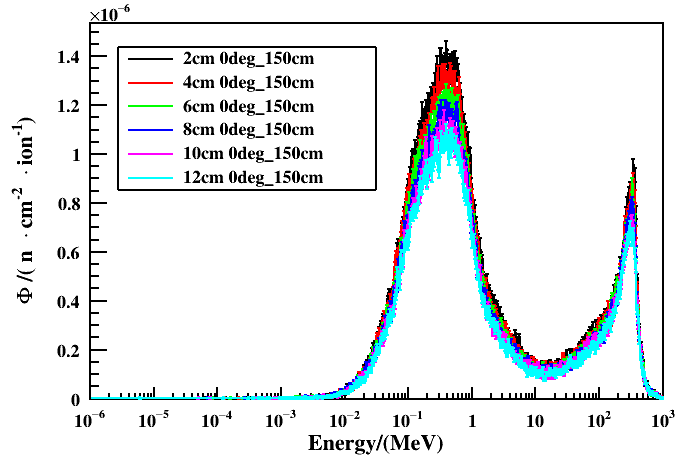 ×10⁻⁶
1.4
1.2
1
0.8
0.6
0.4
0.2
0
Φ /( n · cm⁻² · ion⁻¹)
2cm 0deg_150cm
4cm 0deg_150cm
6cm 0deg_150cm
8cm 0deg_150cm
10cm 0deg_150cm
12cm 0deg_150cm
10⁻⁶ 10⁻⁵ 10⁻⁴ 10⁻³ 10⁻² 10⁻¹ 1 10 10² 10³
Energy/(MeV)